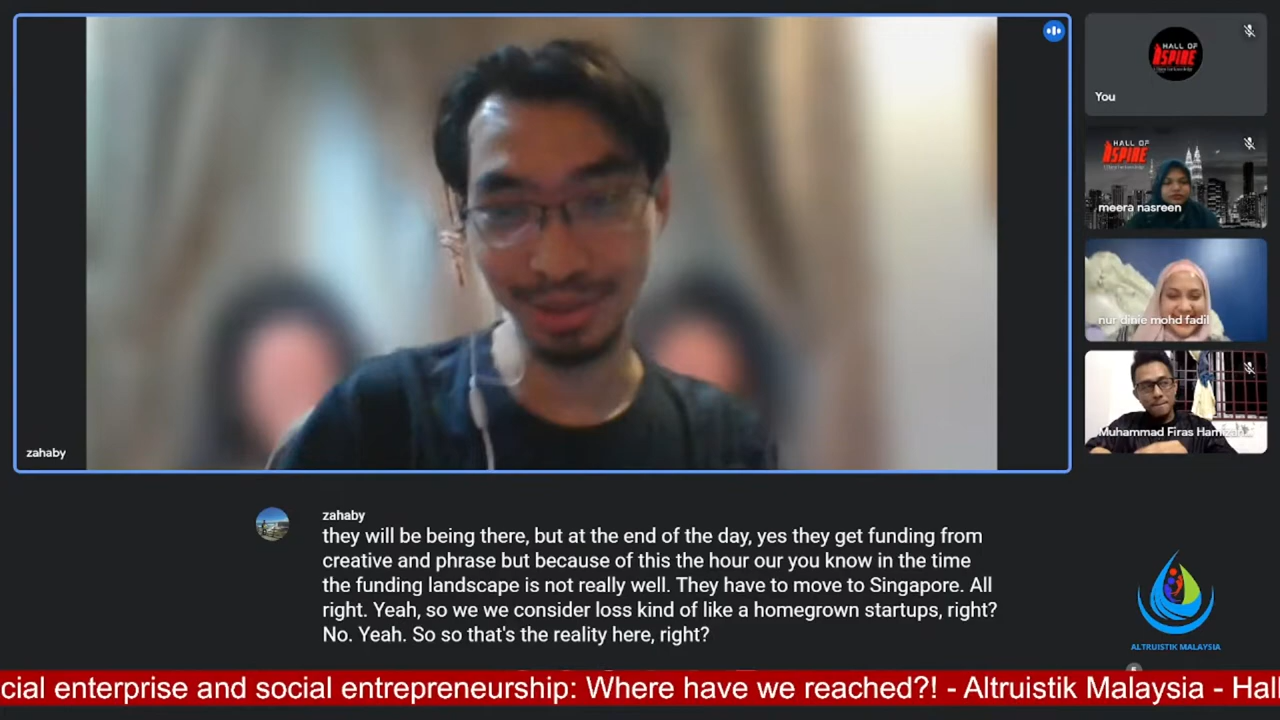 HALL OF
ASPIRE
You
HALL OF
ASPIRE
meera nasreen
nur dinie mohd fadil
Muhammad Firas
zahaby
zahaby
they will be being there, but at the end of the day, yes they get funding from
creative and phrase but because of this the hour our you know in the time
the funding landscape is not really well. They have to move to Singapore. All
right. Yeah, so we we consider loss kind of like a homegrown startups, right?
No. Yeah. So so that's the reality here, right?
ALTRUISTIK MALAYSIA
cial enterprise and social entrepreneurship: Where have we reached?! - Altruistik Malaysia - Hall